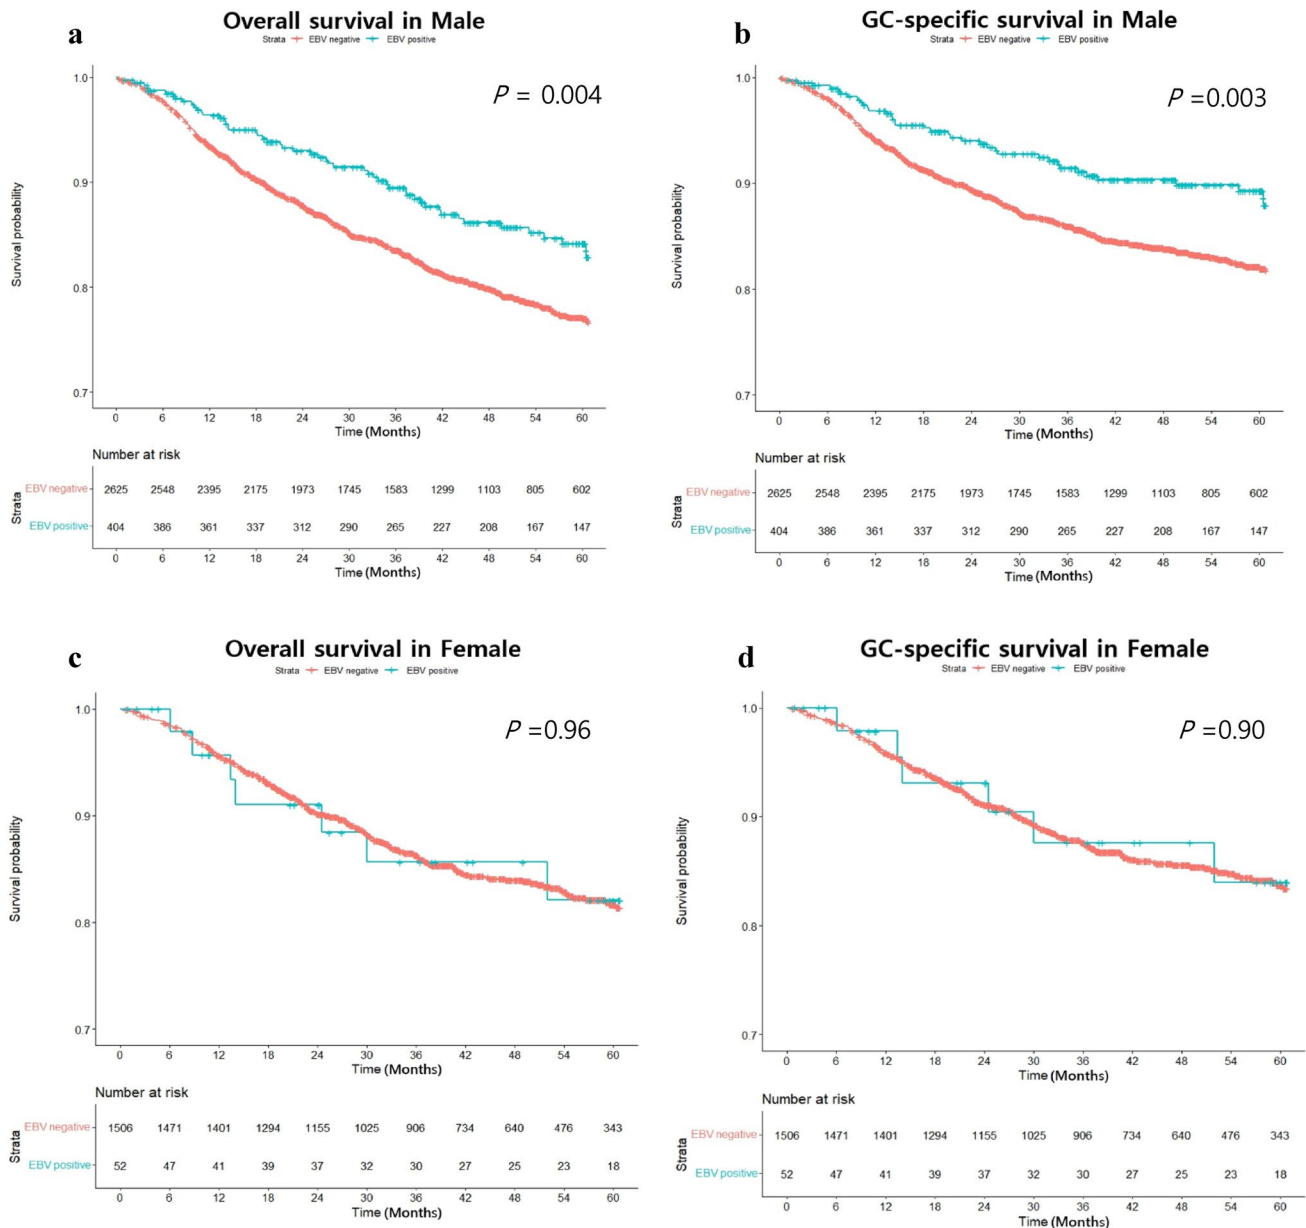 a
Overall survival in Male
Strata EBV negative EBV positive
P = 0.004
Survival probability
1.0
0.9
0.8
0.7
0 6 12 18 24 30 36 42 48 54 60
Time (Months)
Number at risk
Strata
EBV negative 2625 2548 2395 2175 1973 1745 1583 1299 1103 805 602
EBV positive 404 386 361 337 312 290 265 227 208 167 147
0 6 12 18 24 30 36 42 48 54 60
Time (Months)
b
GC-specific survival in Male
Strata EBV negative EBV positive
P =0.003
Survival probability
1.0
0.9
0.8
0.7
0 6 12 18 24 30 36 42 48 54 60
Time (Months)
Number at risk
Strata
EBV negative 2625 2548 2395 2175 1973 1745 1583 1299 1103 805 602
EBV positive 404 386 361 337 312 290 265 227 208 167 147
0 6 12 18 24 30 36 42 48 54 60
Time (Months)
c
Overall survival in Female
Strata EBV negative EBV positive
P =0.96
Survival probability
1.0
0.9
0.8
0.7
0 6 12 18 24 30 36 42 48 54 60
Time (Months)
Number at risk
Strata
EBV negative 1506 1471 1401 1294 1155 1025 906 734 640 476 343
EBV positive 52 47 41 39 37 32 30 27 25 23 18
0 6 12 18 24 30 36 42 48 54 60
Time (Months)
d
GC-specific survival in Female
Strata EBV negative EBV positive
P =0.90
Survival probability
1.0
0.9
0.8
0.7
0 6 12 18 24 30 36 42 48 54 60
Time (Months)
Number at risk
Strata
EBV negative 1506 1471 1401 1294 1155 1025 906 734 640 476 343
EBV positive 52 47 41 39 37 32 30 27 25 23 18
0 6 12 18 24 30 36 42 48 54 60
Time (Months)